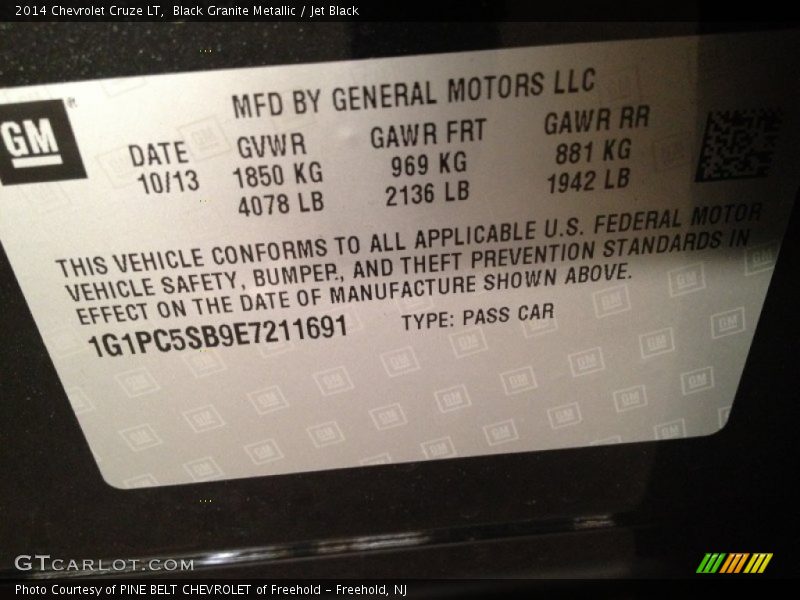 2014 Chevrolet Cruze LT,  Black Granite Metallic / Jet Black
MFD BY GENERAL MOTORS LLC
GM®
DATE GVWR GAWR FRT GAWR RR
10/13 1850 KG 969 KG 881 KG
4078 LB 2136 LB 1942 LB
THIS VEHICLE CONFORMS TO ALL APPLICABLE U.S. FEDERAL MOTOR
VEHICLE SAFETY, BUMPER, AND THEFT PREVENTION STANDARDS IN
EFFECT ON THE DATE OF MANUFACTURE SHOWN ABOVE.
1G1PC5SB9E7211691 TYPE: PASS CAR
GTCARLOT.COM
Photo Courtesy of PINE BELT CHEVROLET of Freehold - Freehold, NJ